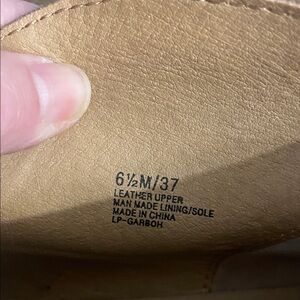 6½M/37
LEATHER UPPER
MAN MADE LINING/SOLE
MADE IN CHINA
LP-GARBOH